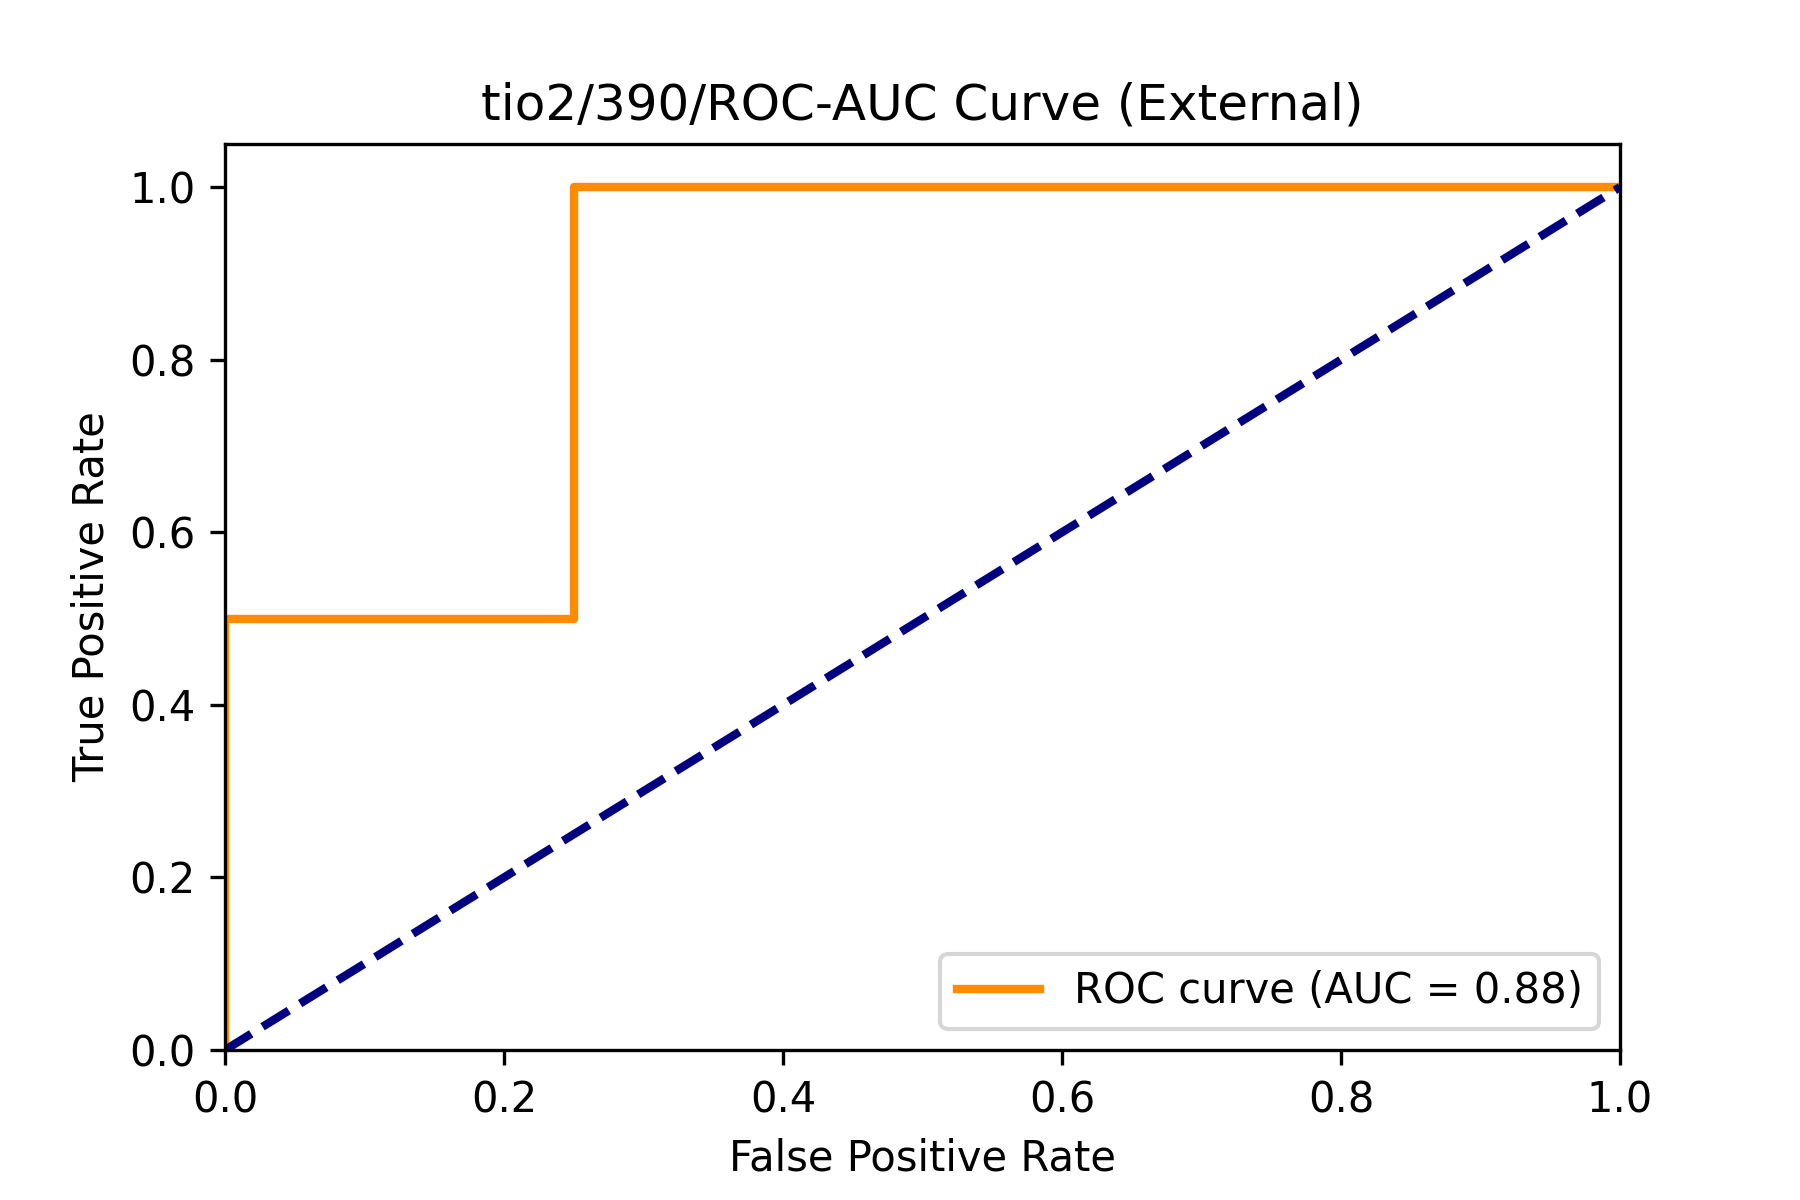 tio2/390/ROC-AUC Curve (External)
1.0
0.8
0.6
0.4
0.2
0.0
True Positive Rate
ROC curve (AUC = 0.88)
0.0 0.2 0.4 0.6 0.8 1.0
False Positive Rate